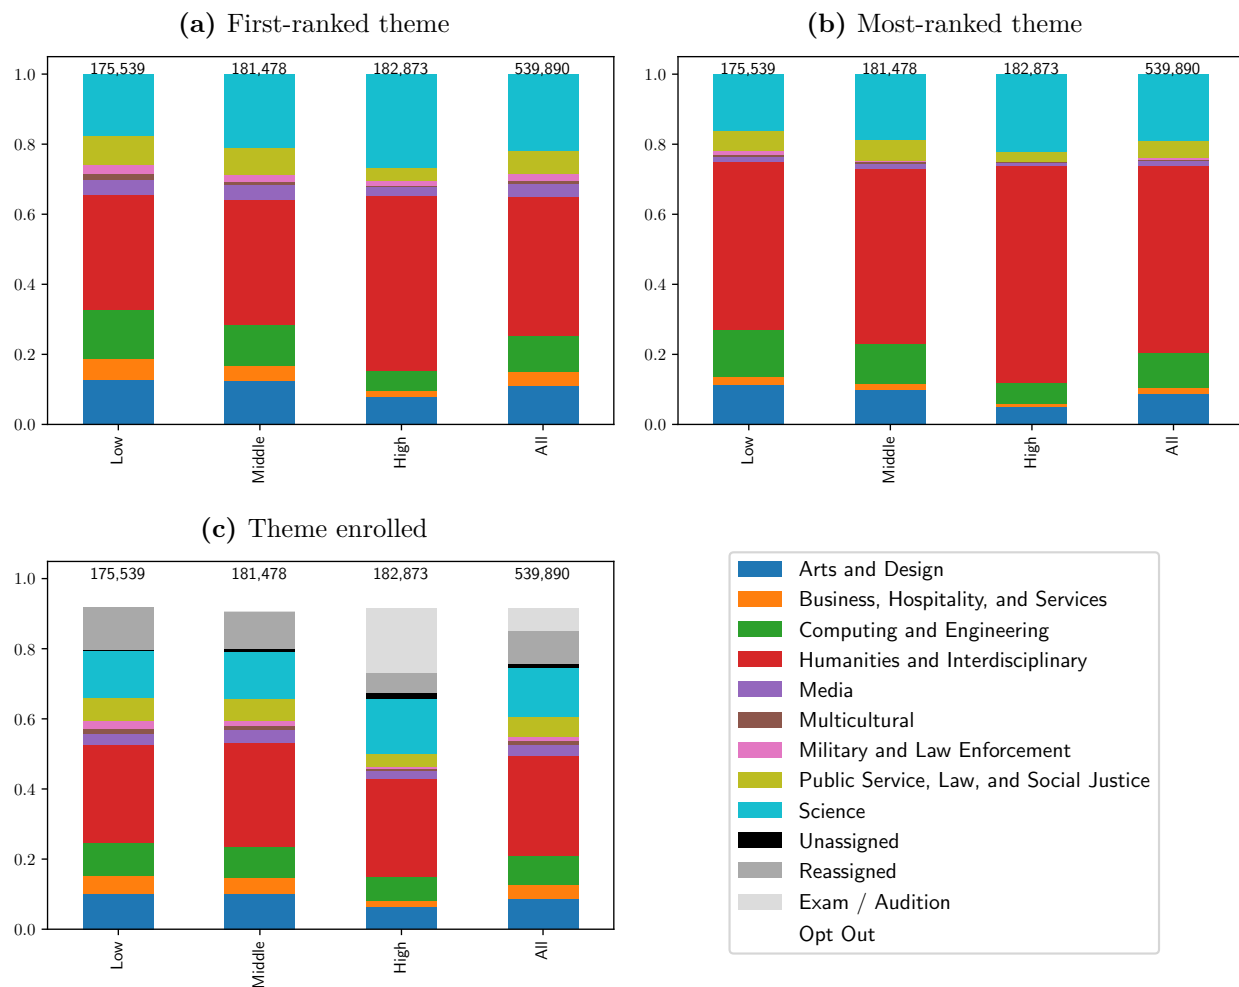 (a) First-ranked theme
1.0
0.8
0.6
0.4
0.2
0.0
175,539 181,478 182,873 539,890
Low Middle High All
(b) Most-ranked theme
1.0
0.8
0.6
0.4
0.2
0.0
175,539 181,478 182,873 539,890
Low Middle High All
(c) Theme enrolled
1.0
0.8
0.6
0.4
0.2
0.0
175,539 181,478 182,873 539,890
Low Middle High All
Arts and Design
Business, Hospitality, and Services
Computing and Engineering
Humanities and Interdisciplinary
Media
Multicultural
Military and Law Enforcement
Public Service, Law, and Social Justice
Science
Unassigned
Reassigned
Exam / Audition
Opt Out